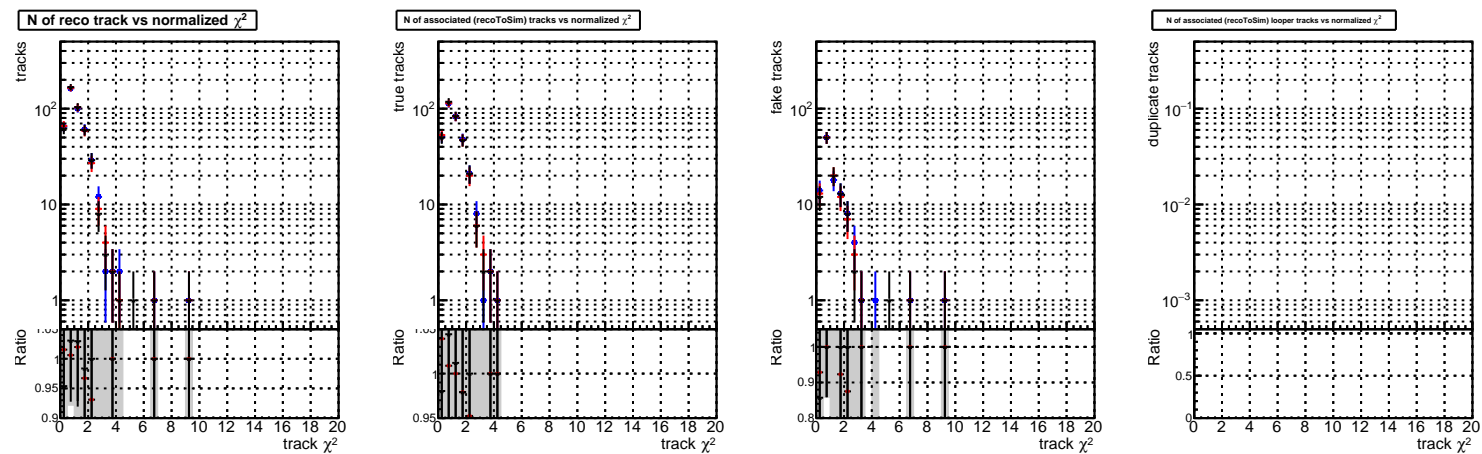 N of reco track vs normalized χ²
tracks
10²
10
1
Ratio
1.05
1
0.95
0.9
0 2 4 6 8 10 12 14 16 18 20
track χ²
N of associated (recoToSim) tracks vs normalized χ²
true tracks
10²
10
1
Ratio
1.05
1
0.95
0 2 4 6 8 10 12 14 16 18 20
track χ²
fake tracks
10²
10
1
Ratio
1
0.9
0.8
0 2 4 6 8 10 12 14 16 18 20
track χ²
N of associated (recoToSim) looper tracks vs normalized χ²
duplicate tracks
10⁻¹
10⁻²
10⁻³
Ratio
1
0.5
0
0 2 4 6 8 10 12 14 16 18 20
track χ²